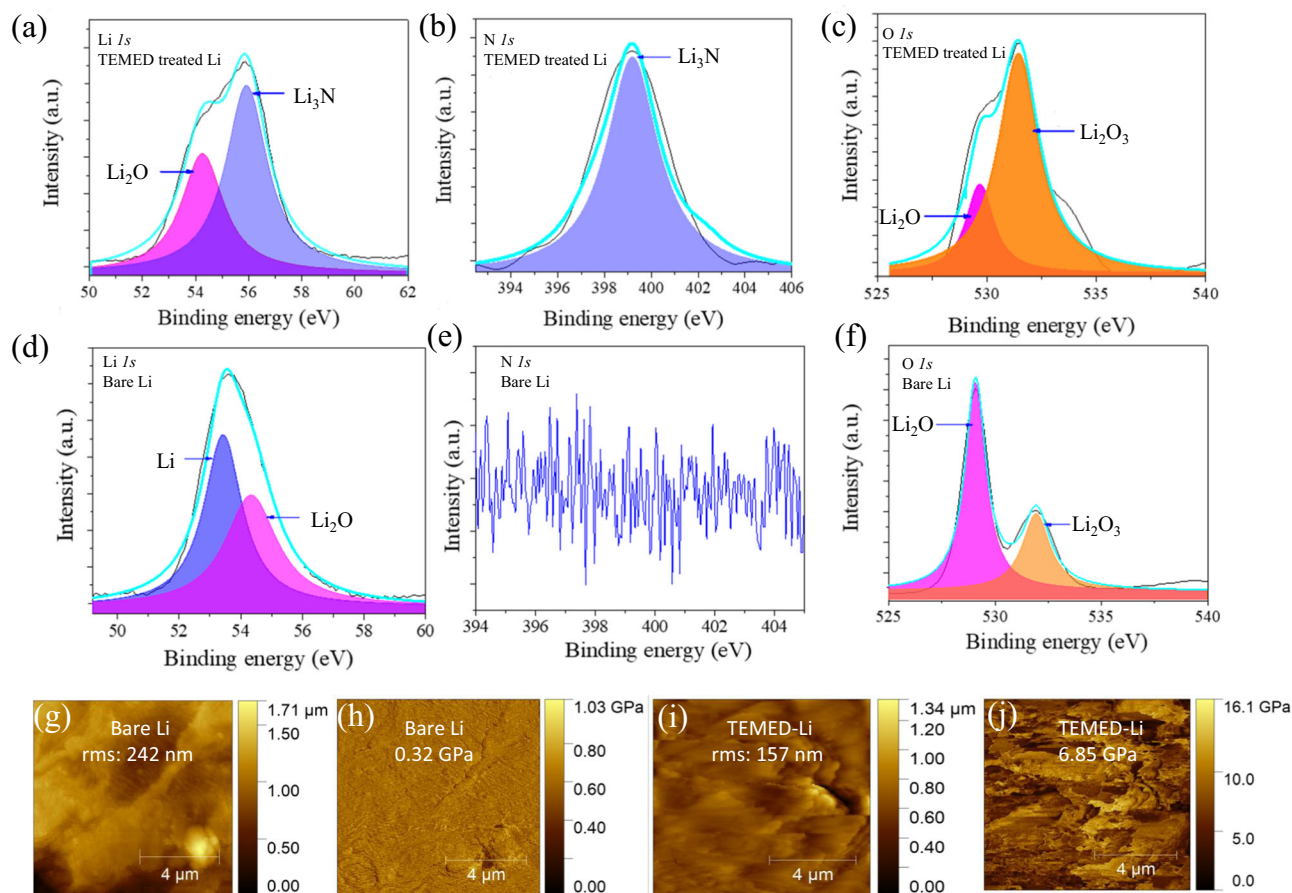 (a)
Li 1s
TEMED treated Li
Li₃N
Li₂O
Intensity (a.u.)
50 52 54 56 58 60 62
Binding energy (eV)
(b)
N 1s
TEMED treated Li
Li₃N
Intensity (a.u.)
394 396 398 400 402 404 406
Binding energy (eV)
(c)
O 1s
TEMED treated Li
Li₂O₃
Li₂O
Intensity (a.u.)
525 530 535 540
Binding energy (eV)
(d)
Li 1s
Bare Li
Li
Li₂O
Intensity (a.u.)
50 52 54 56 58 60
Binding energy (eV)
(e)
N 1s
Bare Li
Intensity (a.u.)
394 396 398 400 402 404
Binding energy (eV)
(f)
O 1s
Bare Li
Li₂O
Li₂O₃
Intensity (a.u.)
530 535 540
Binding energy (eV)
(g)
Bare Li
rms: 242 nm
4 µm
1.71 µm
1.50
1.00
0.50
0.00
(h)
Bare Li
0.32 GPa
4 µm
1.03 GPa
0.80
0.60
0.40
0.20
0.00
(i)
TEMED-Li
rms: 157 nm
4 µm
1.34 µm
1.20
1.00
0.80
0.60
0.40
0.20
0.00
(j)
TEMED-Li
6.85 GPa
4 µm
16.1 GPa
10.0
5.0
0.0